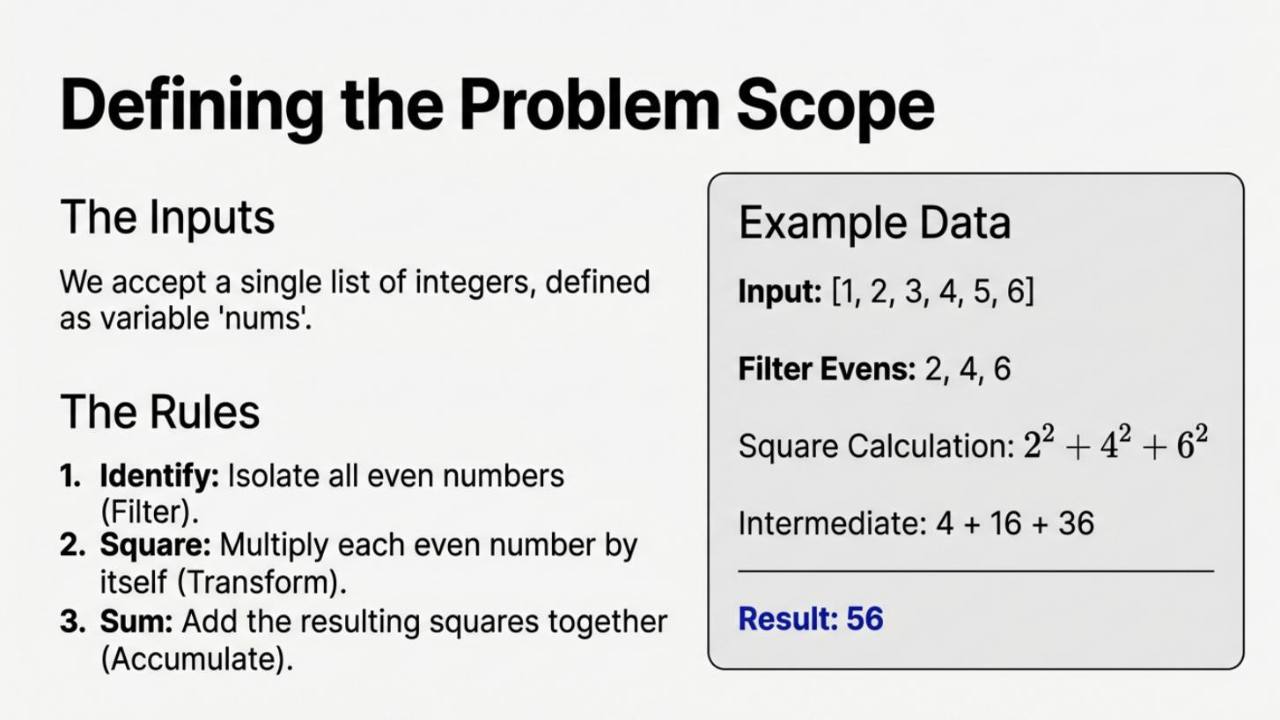 Defining the Problem Scope
The Inputs
We accept a single list of integers, defined
as variable 'nums'.
The Rules
1. Identify: Isolate all even numbers
(Filter).
2. Square: Multiply each even number by
itself (Transform).
3. Sum: Add the resulting squares together
(Accumulate).
Example Data
Input: [1, 2, 3, 4, 5, 6]
Filter Evens: 2, 4, 6
Square Calculation: 2² + 4² + 6²
Intermediate: 4 + 16 + 36
Result: 56